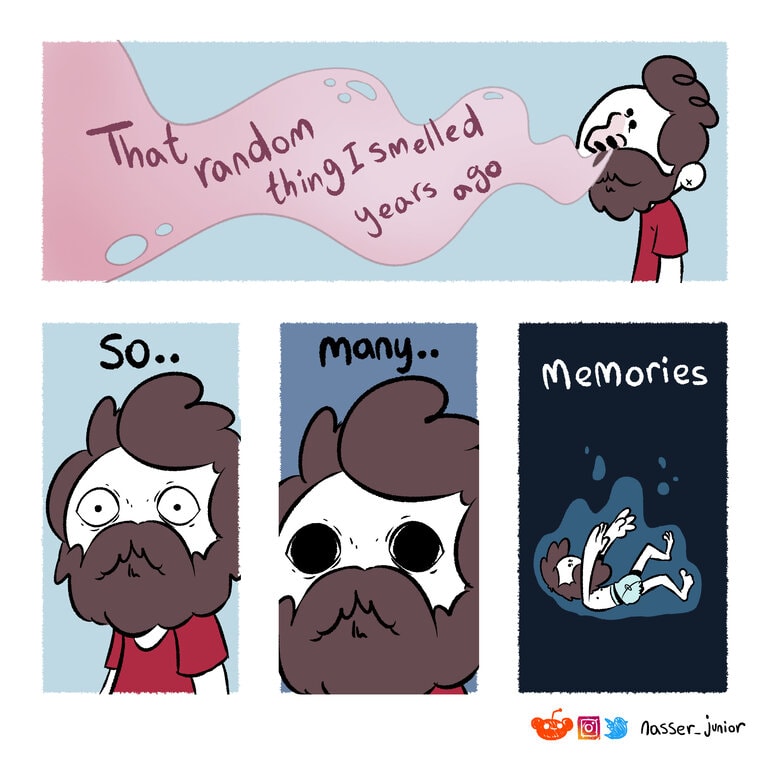 That random thing I smelled years ago
So..
many..
Memories
nasser_junior